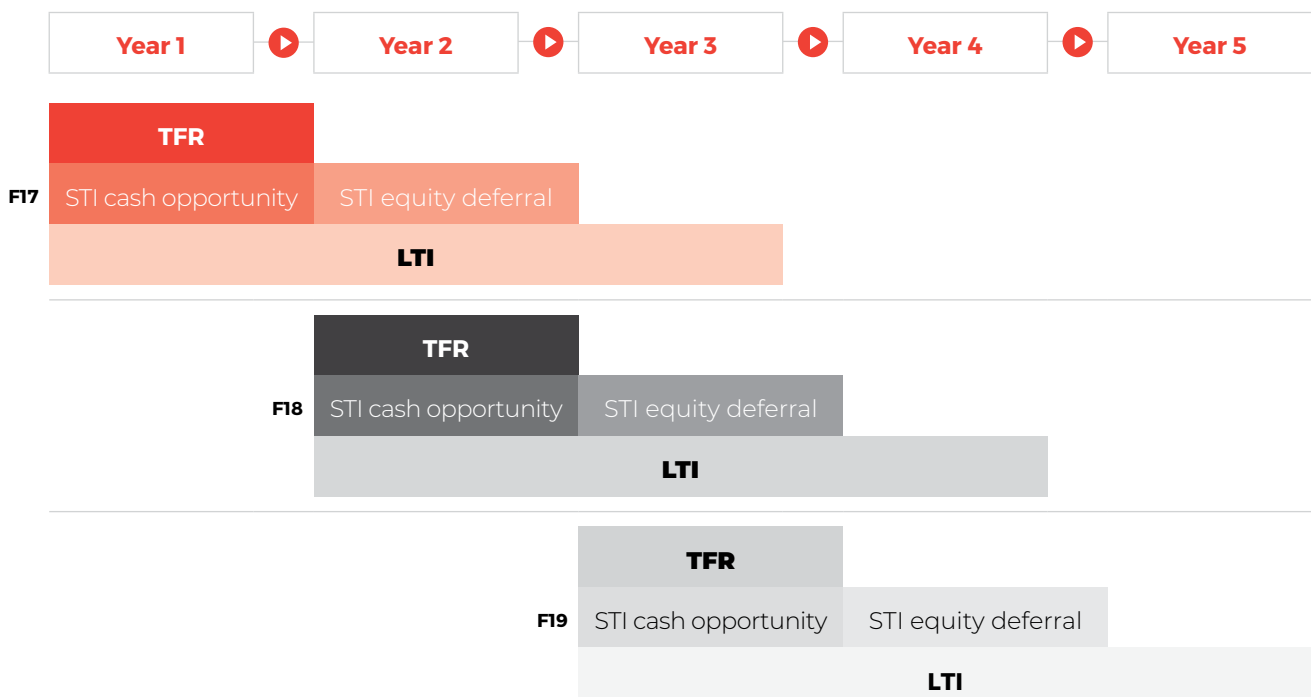 Year 1 Year 2 Year 3 Year 4 Year 5
TFR
F17 STI cash opportunity STI equity deferral
LTI
TFR
F18 STI cash opportunity STI equity deferral
LTI
TFR
F19 STI cash opportunity STI equity deferral
LTI